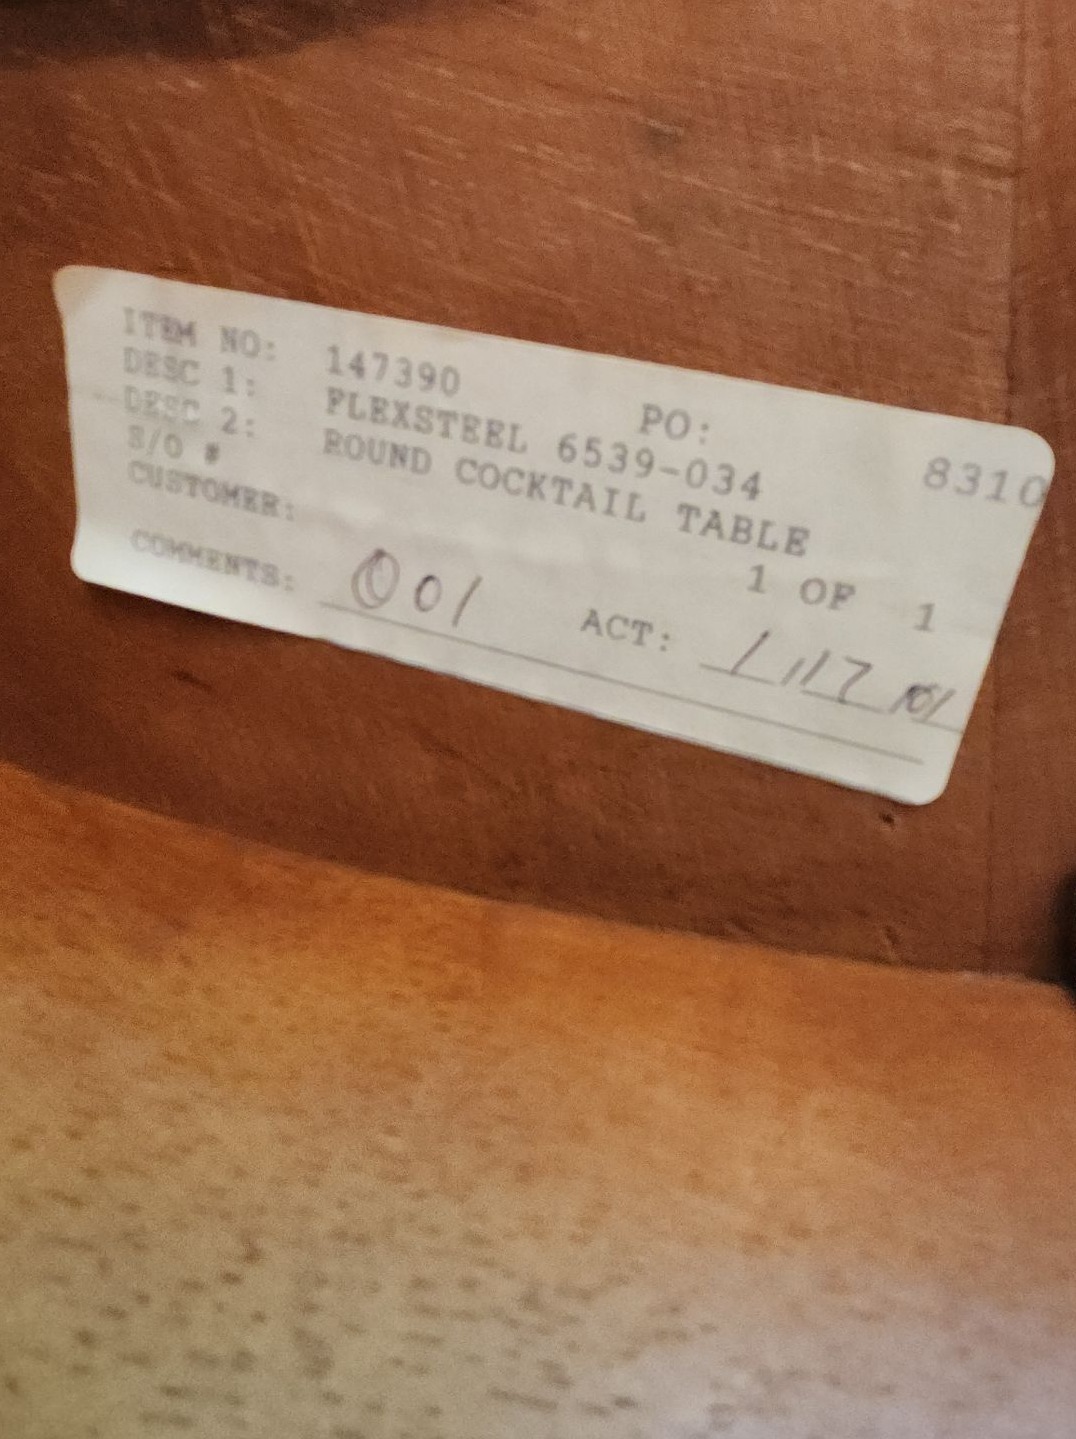 ITEM NO: 147390 PO: 8310
DESC 1: FLEXSTEEL 6539-034
DESC 2: ROUND COCKTAIL TABLE
S/O # 1 OF 1
CUSTOMER: ACT:
COMMENTS: 001